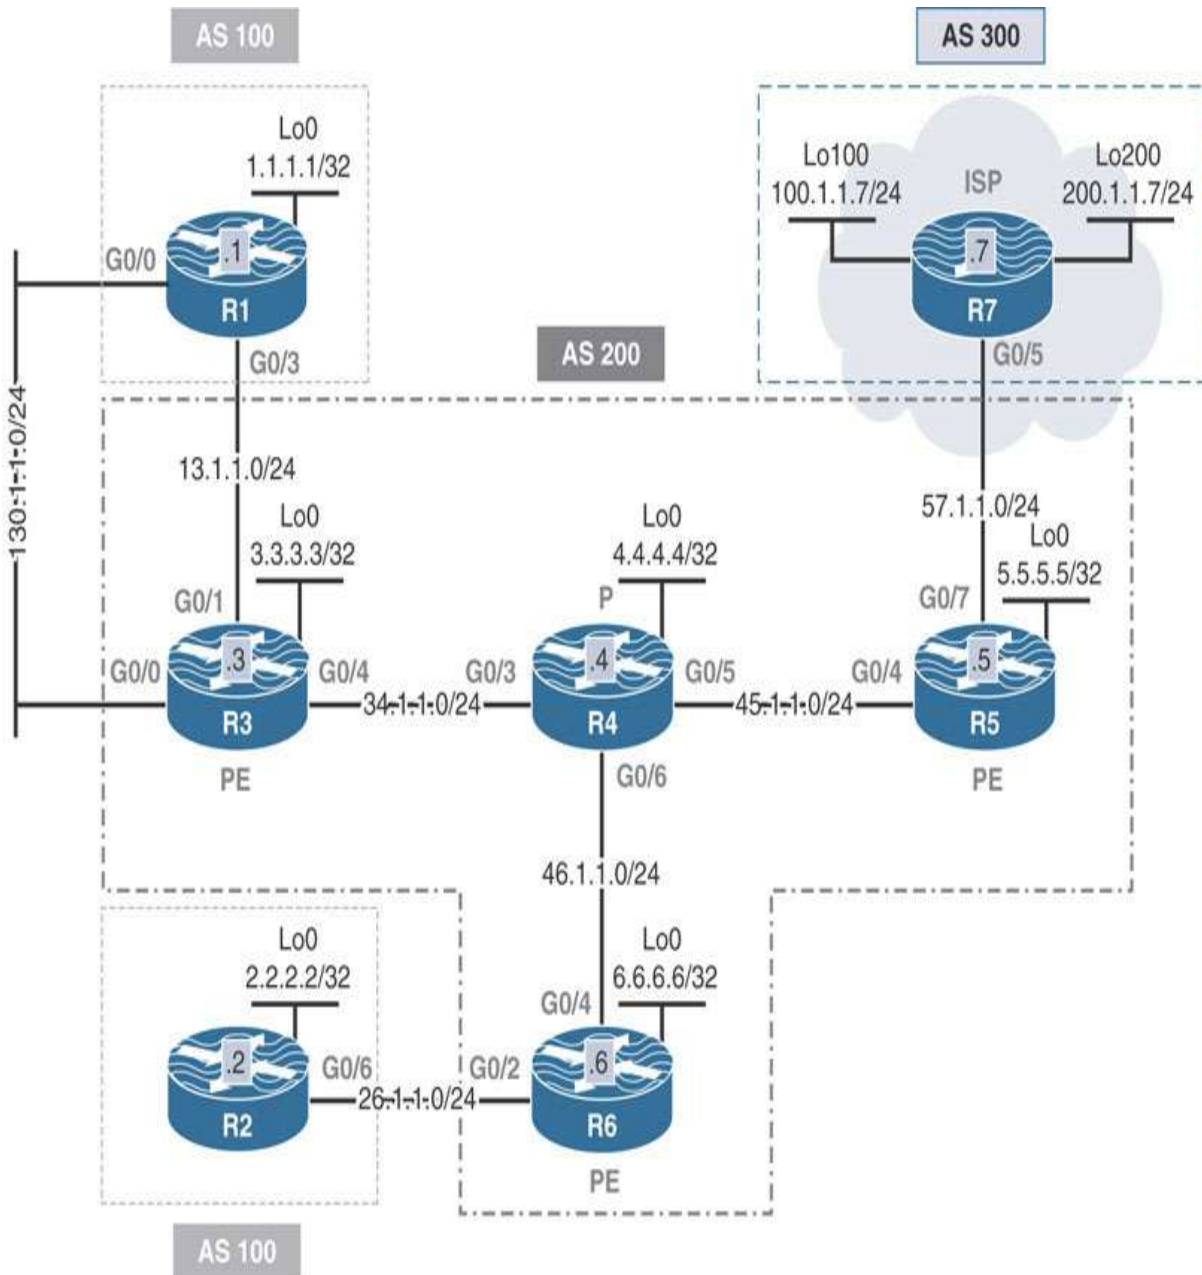 AS 100
AS 300
Lo0
1.1.1.1/32
Lo100
100.1.1.7/24
ISP
Lo200
200.1.1.7/24
G0/0
.1
R1
.7
R7
G0/3
AS 200
G0/5
130.1.1.0/24
13.1.1.0/24
57.1.1.0/24
Lo0
3.3.3.3/32
Lo0
4.4.4.4/32
Lo0
5.5.5.5/32
G0/1
P
G0/7
G0/0
.3
G0/4
G0/3
.4
G0/5
G0/4
.5
34.1.1.0/24
45.1.1.0/24
R3
R4
R5
PE
G0/6
PE
46.1.1.0/24
Lo0
2.2.2.2/32
Lo0
6.6.6.6/32
G0/4
.2
G0/6
G0/2
.6
26.1.1.0/24
R2
R6
PE
AS 100